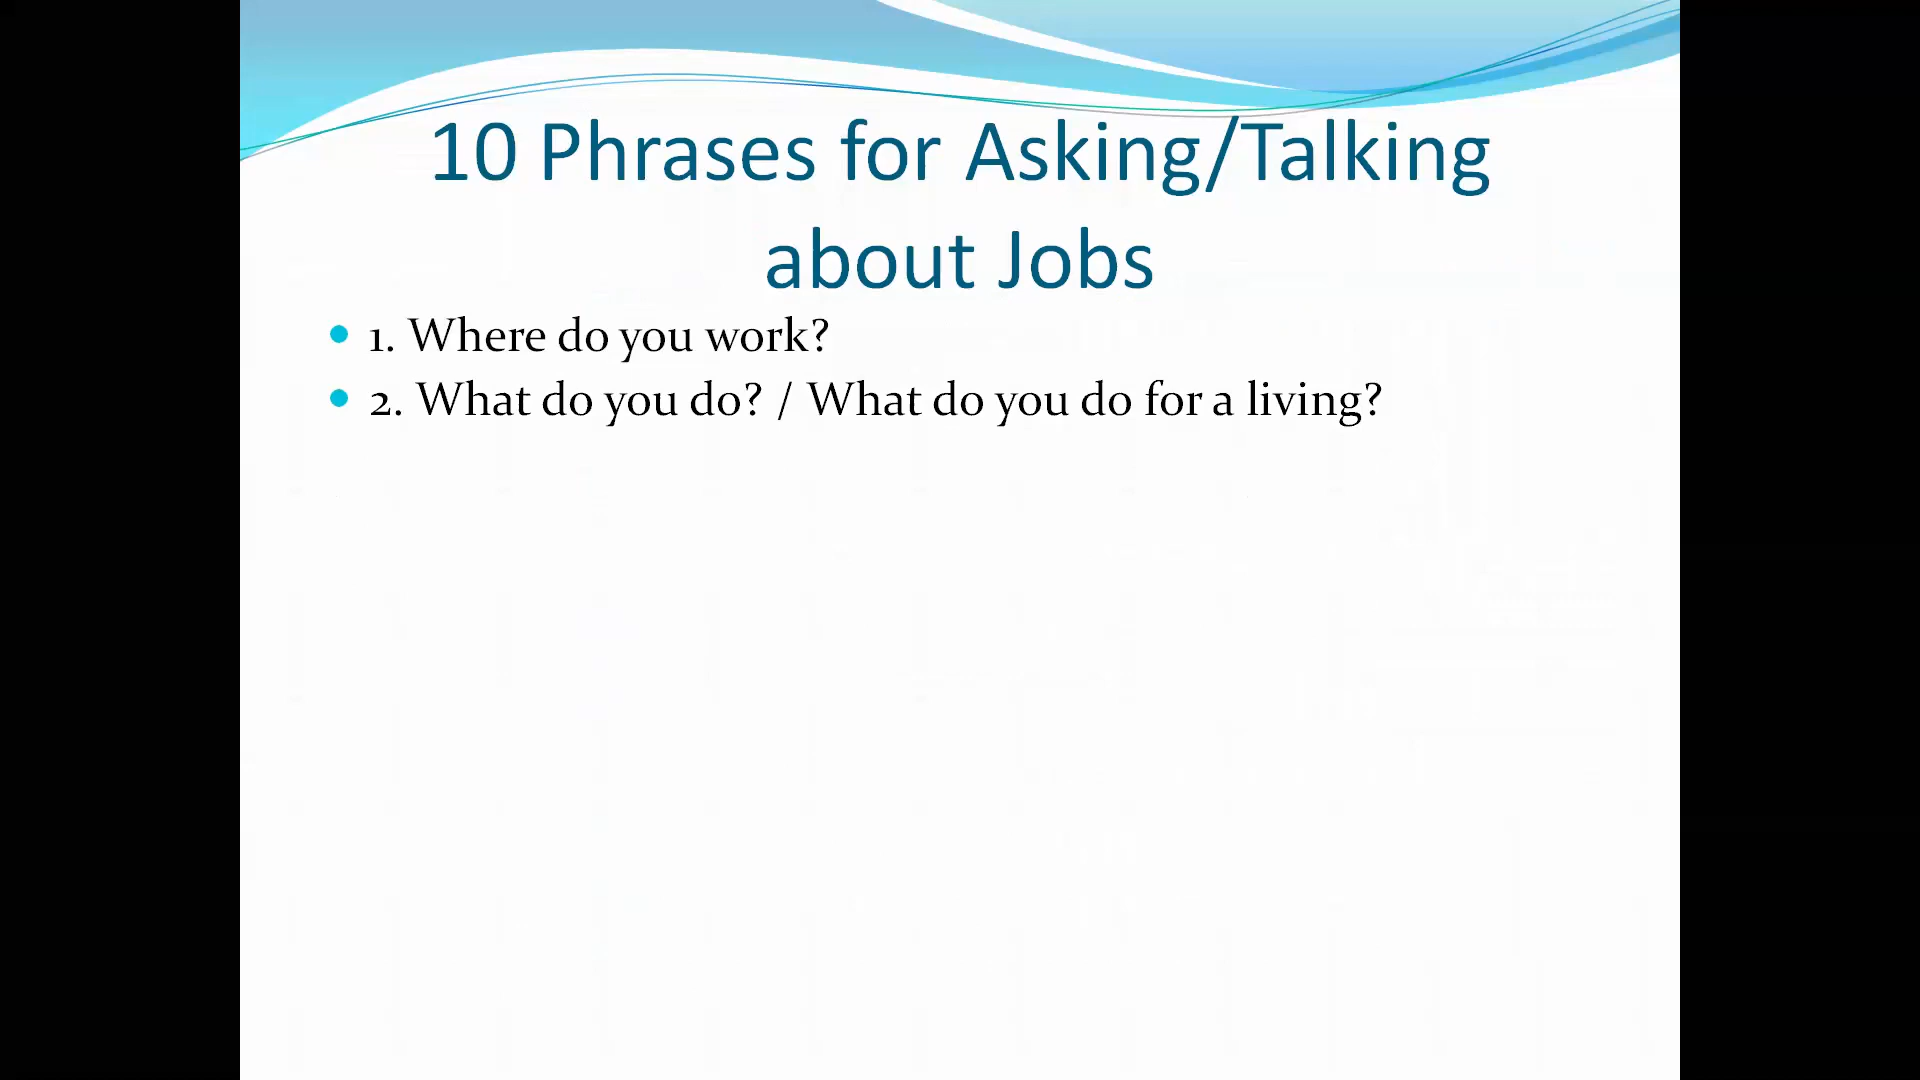 10 Phrases for Asking/Talking
about Jobs
1. Where do you work?
2. What do you do? / What do you do for a living?